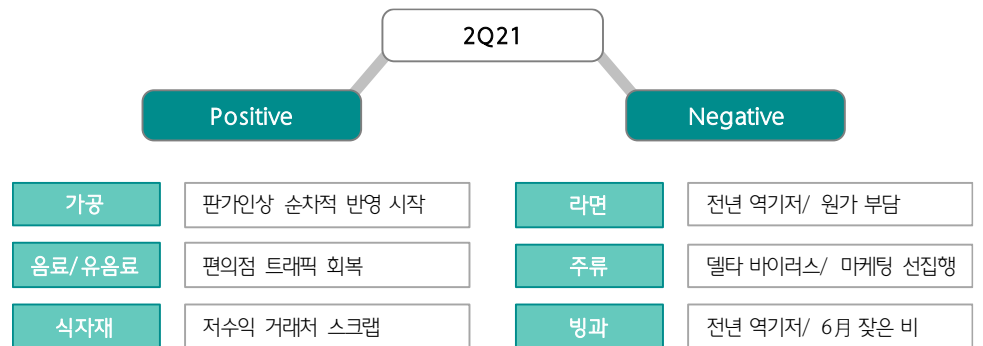 2Q21
Positive
Negative
가공
판가인상 순차적 반영 시작
음료/유음료
편의점 트래픽 회복
식자재
저수익 거래처 스크랩
라면
전년 역기저/ 원가 부담
주류
델타 바이러스/ 마케팅 선집행
빙과
전년 역기저/ 6月 잦은 비